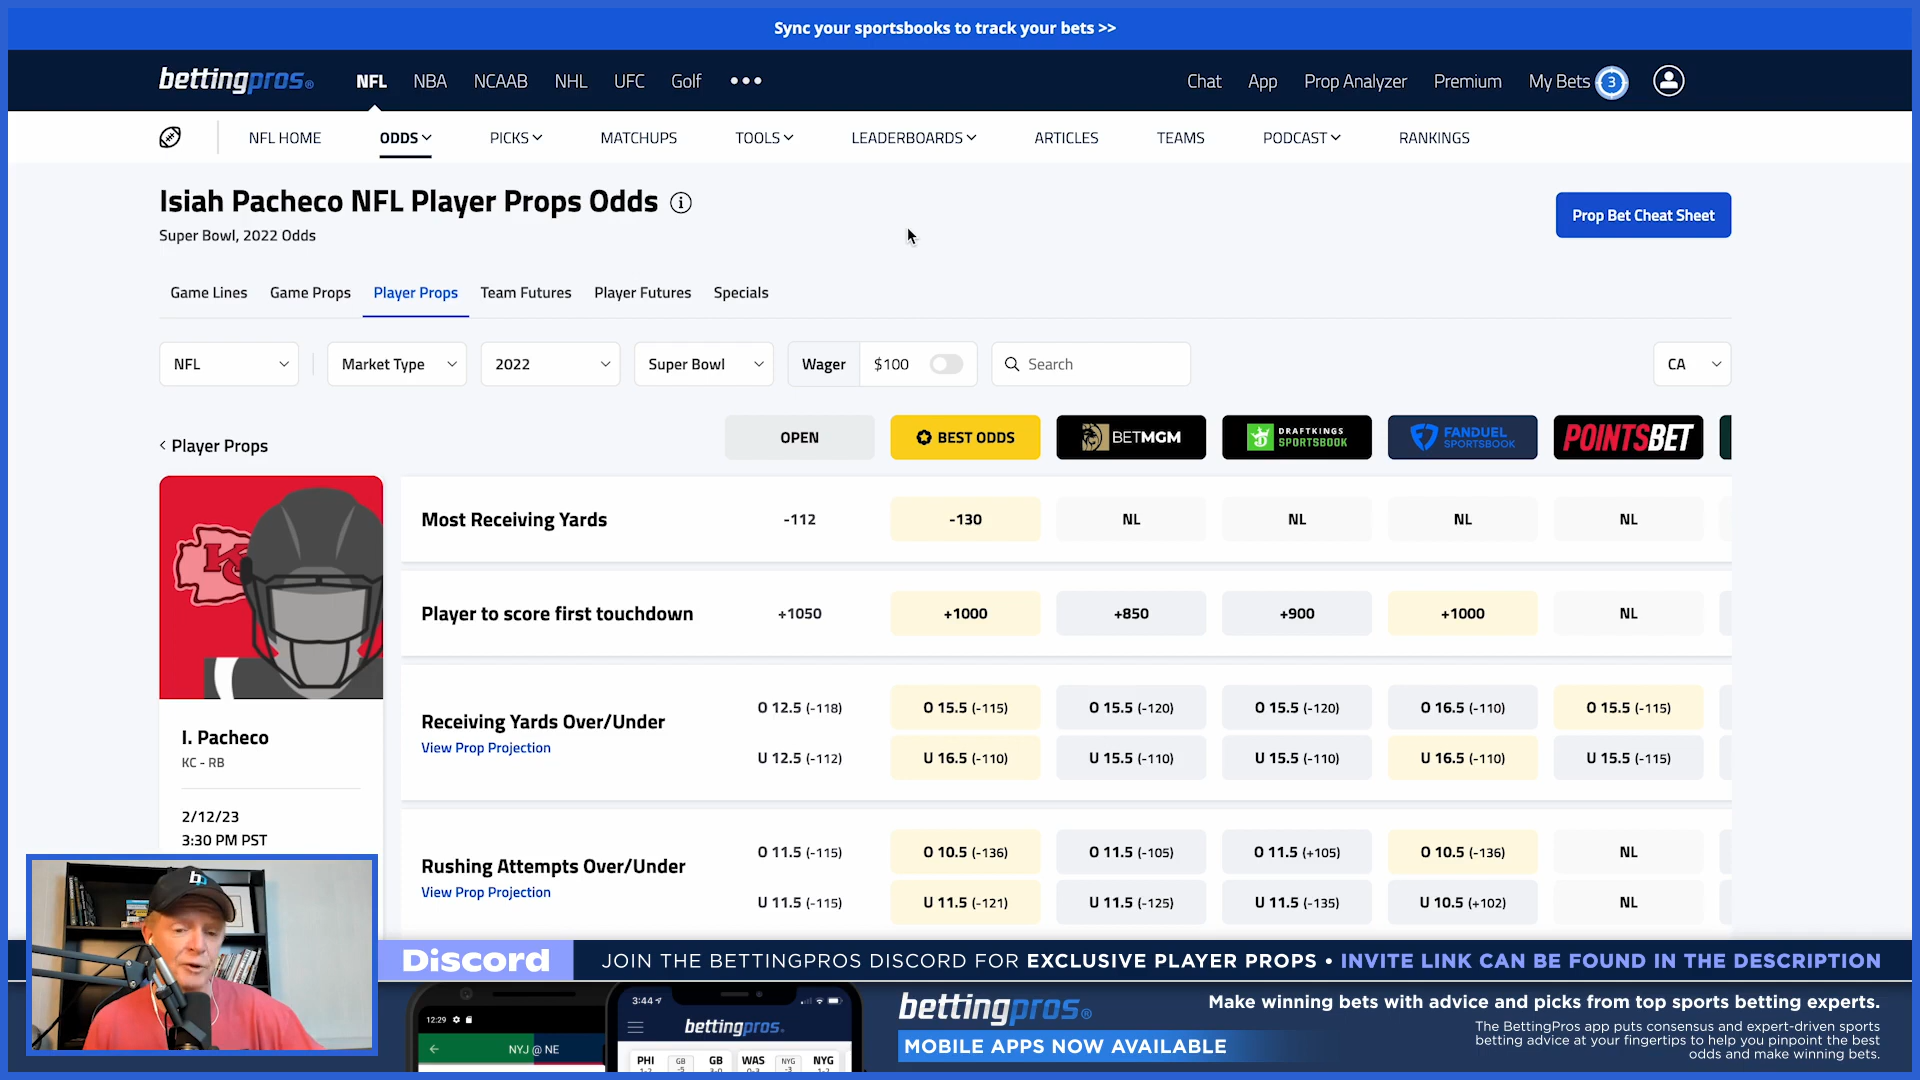 Sync your sportsbooks to track your bets >>
bettingpros® NFL NBA NCAAB NHL UFC Golf ••• Chat App Prop Analyzer Premium My Bets 3
NFL HOME ODDS PICKS MATCHUPS TOOLS LEADERBOARDS ARTICLES TEAMS PODCAST RANKINGS
Isiah Pacheco NFL Player Props Odds i
Super Bowl, 2022 Odds
Prop Bet Cheat Sheet
Game Lines Game Props Player Props Team Futures Player Futures Specials
NFL Market Type 2022 Super Bowl Wager $100 Search CA
< Player Props
OPEN BEST ODDS BETMGM DRAFTKINGS SPORTSBOOK FANDUEL SPORTSBOOK POINTSBET
Most Receiving Yards -112 -130 NL NL NL NL
Player to score first touchdown +1050 +1000 +850 +900 +1000 NL
Receiving Yards Over/Under
View Prop Projection
O 12.5 (-118) O 15.5 (-115) O 15.5 (-120) O 15.5 (-120) O 16.5 (-110) O 15.5 (-115)
U 12.5 (-112) U 16.5 (-110) U 15.5 (-110) U 15.5 (-110) U 16.5 (-110) U 15.5 (-115)
Rushing Attempts Over/Under
View Prop Projection
O 11.5 (-115) O 10.5 (-136) O 11.5 (-105) O 11.5 (+105) O 10.5 (-136) NL
U 11.5 (-115) U 11.5 (-121) U 11.5 (-125) U 11.5 (-135) U 10.5 (+102) NL
KC
I. Pacheco
KC - RB
2/12/23
3:30 PM PST
bp
Discord JOIN THE BETTINGPROS DISCORD FOR EXCLUSIVE PLAYER PROPS • INVITE LINK CAN BE FOUND IN THE DESCRIPTION
12:29
NYJ @ NE
3:44
bettingpros.
PHI GB GB WAS NYG NYG
-5 -3
bettingpros®
MOBILE APPS NOW AVAILABLE
Make winning bets with advice and picks from top sports betting experts.
The BettingPros app puts consensus and expert-driven sports
betting advice at your fingertips to help you pinpoint the best
odds and make winning bets.